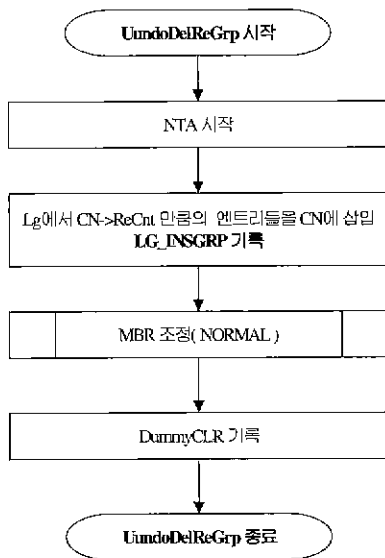 UundoDelReGrp 시작
NTA 시작
Lg에서 CN->ReCnt 만큼의 엔트리들을 CN에 삽입
LG_INSGRP 기록
MBR 조정( NORMAL )
DummyCLR 기록
UundoDelReGrp 종료